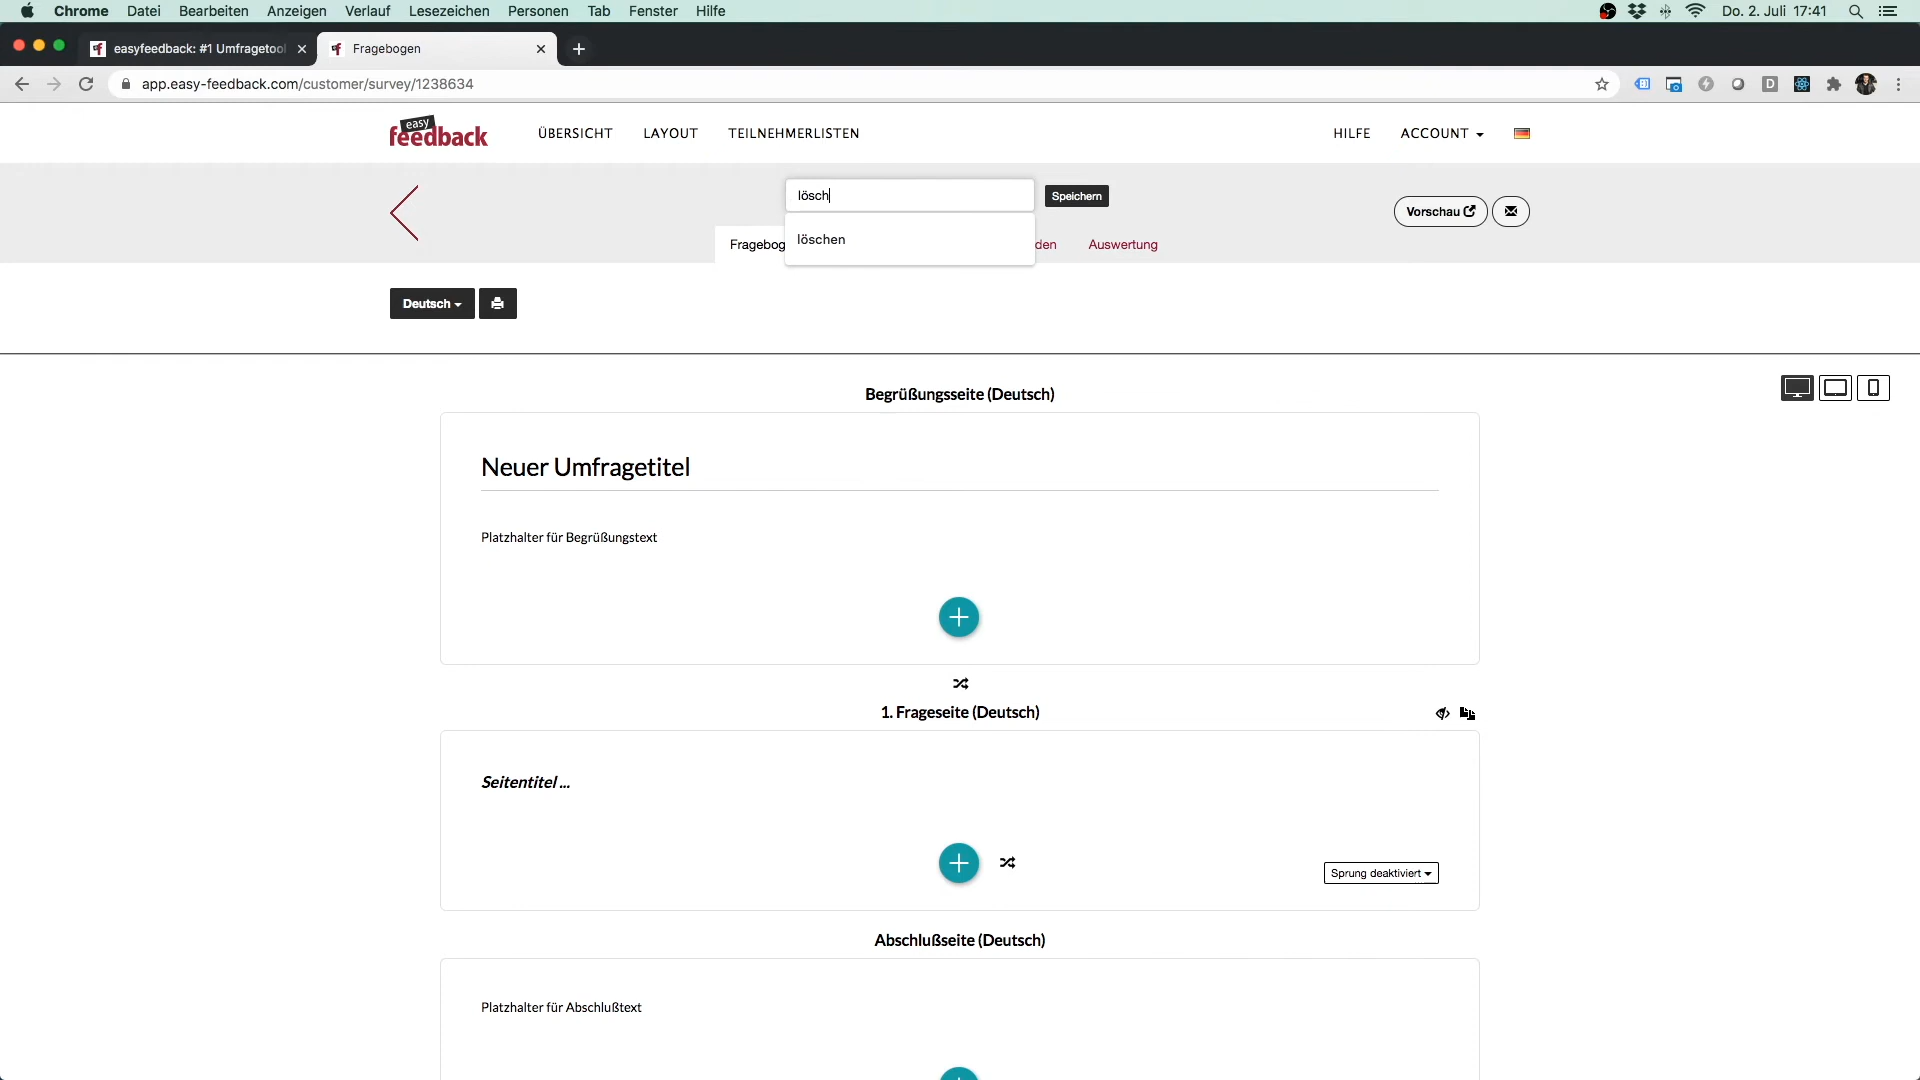 Chrome Datei Bearbeiten Anzeigen Verlauf Lesezeichen Personen Tab Fenster Hilfe Do. 2. Juli 17:41
easyfeedback: #1 Umfragetool Fragebogen
app.easy-feedback.com/customer/survey/1238634
easy
feedback
ÜBERSICHT LAYOUT TEILNEHMERLISTEN HILFE ACCOUNT
lösch Speichern
Vorschau
löschen
Fragebog den Auswertung
Deutsch
Begrüßungsseite (Deutsch)
Neuer Umfragetitel
Platzhalter für Begrüßungstext
1. Frageseite (Deutsch)
Seitentitel ...
Sprung deaktiviert
Abschlußseite (Deutsch)
Platzhalter für Abschlußtext